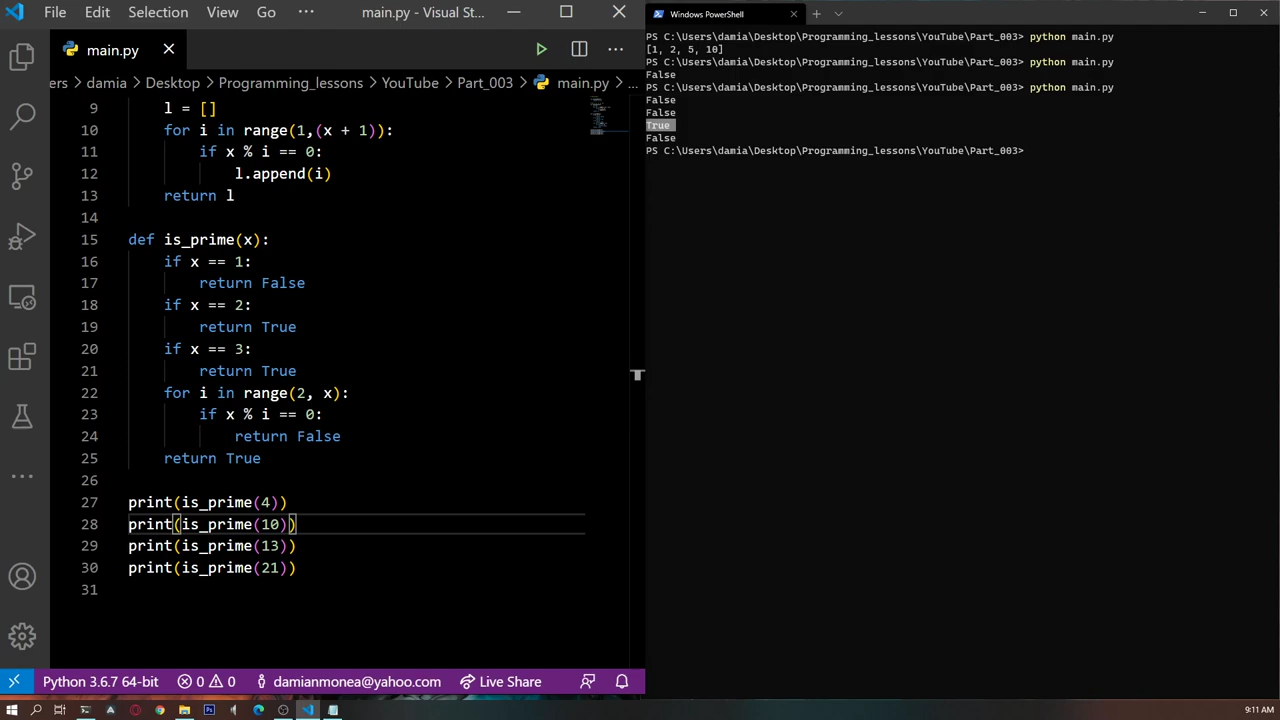 File Edit Selection View Go ··· main.py - Visual St...
main.py
ers > damia > Desktop > Programming_lessons > YouTube > Part_003 > main.py > ...
9 l = []
10 for i in range(1,(x + 1)):
11 if x % i == 0:
12 l.append(i)
13 return l
14
15 def is_prime(x):
16 if x == 1:
17 return False
18 if x == 2:
19 return True
20 if x == 3:
21 return True
22 for i in range(2, x):
23 if x % i == 0:
24 return False
25 return True
26
27 print(is_prime(4))
28 print(is_prime(10))
29 print(is_prime(13))
30 print(is_prime(21))
31
Python 3.6.7 64-bit 0 0 damianmonea@yahoo.com Live Share
Windows PowerShell
PS C:\Users\damia\Desktop\Programming_lessons\YouTube\Part_003> python main.py
[1, 2, 5, 10]
PS C:\Users\damia\Desktop\Programming_lessons\YouTube\Part_003> python main.py
False
PS C:\Users\damia\Desktop\Programming_lessons\YouTube\Part_003> python main.py
False
False
True
False
PS C:\Users\damia\Desktop\Programming_lessons\YouTube\Part_003>
9:11 AM